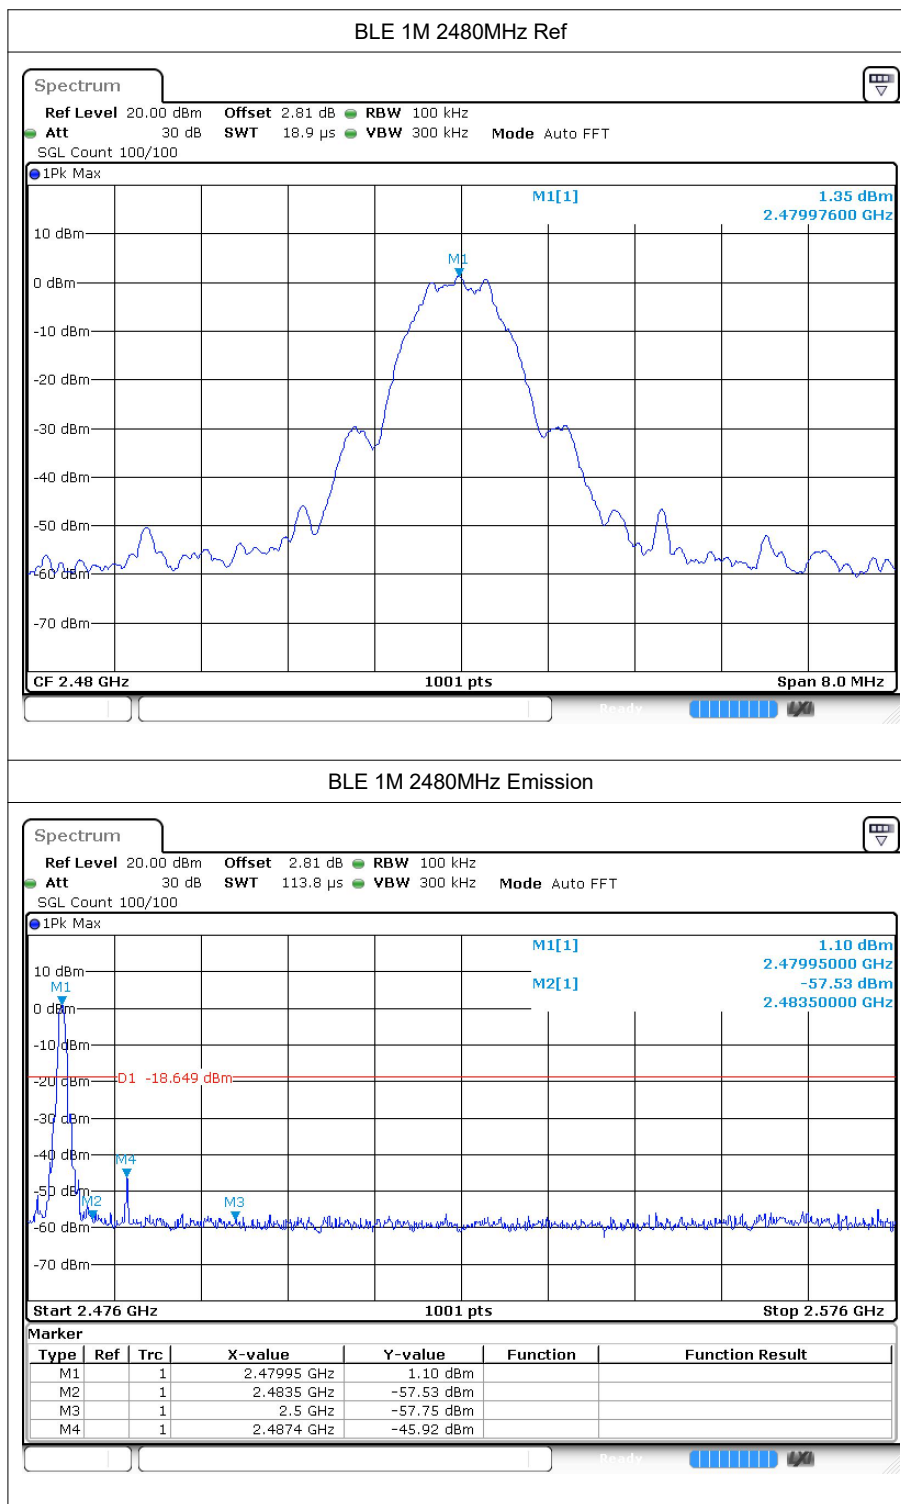 BLE 1M 2480MHz Ref
Spectrum
Ref Level 20.00 dBm Offset 2.81 dB RBW 100 kHz
Att 30 dB SWT 18.9 µs VBW 300 kHz Mode Auto FFT
SGL Count 100/100
1Pk Max
M1[1] 1.35 dBm
2.47997600 GHz
10 dBm
M1
0 dBm
-10 dBm
-20 dBm
-30 dBm
-40 dBm
-50 dBm
-60 dBm
-70 dBm
CF 2.48 GHz 1001 pts Span 8.0 MHz
Ready LXI
BLE 1M 2480MHz Emission
Spectrum
Ref Level 20.00 dBm Offset 2.81 dB RBW 100 kHz
Att 30 dB SWT 113.8 µs VBW 300 kHz Mode Auto FFT
SGL Count 100/100
1Pk Max
M1[1] 1.10 dBm
2.47995000 GHz
M2[1] -57.53 dBm
2.48350000 GHz
10 dBm
M1
0 dBm
-10 dBm
D1 -18.649 dBm
-20 dBm
-30 dBm
-40 dBm
M4
-50 dBm
M2 M3
-60 dBm
-70 dBm
Start 2.476 GHz 1001 pts Stop 2.576 GHz
Marker
Type Ref Trc X-value Y-value Function Function Result
M1 1 2.47995 GHz 1.10 dBm
M2 1 2.4835 GHz -57.53 dBm
M3 1 2.5 GHz -57.75 dBm
M4 1 2.4874 GHz -45.92 dBm
Ready LXI